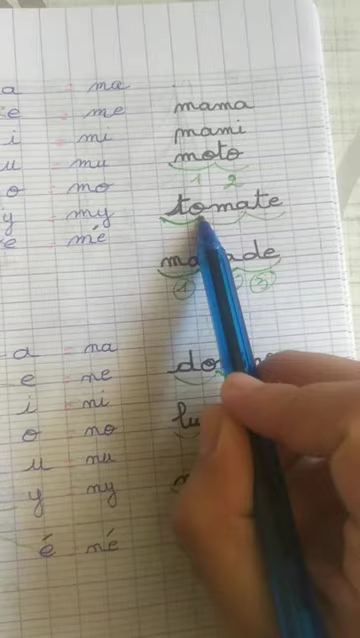 a = ma
e = me mama
i = mi mami
u = mu moto
o = mo 1 2
y = my tomate
é = mé
1 3
a = na
e = ne
i = ni
o = no
u = nu
y = ny
é = né